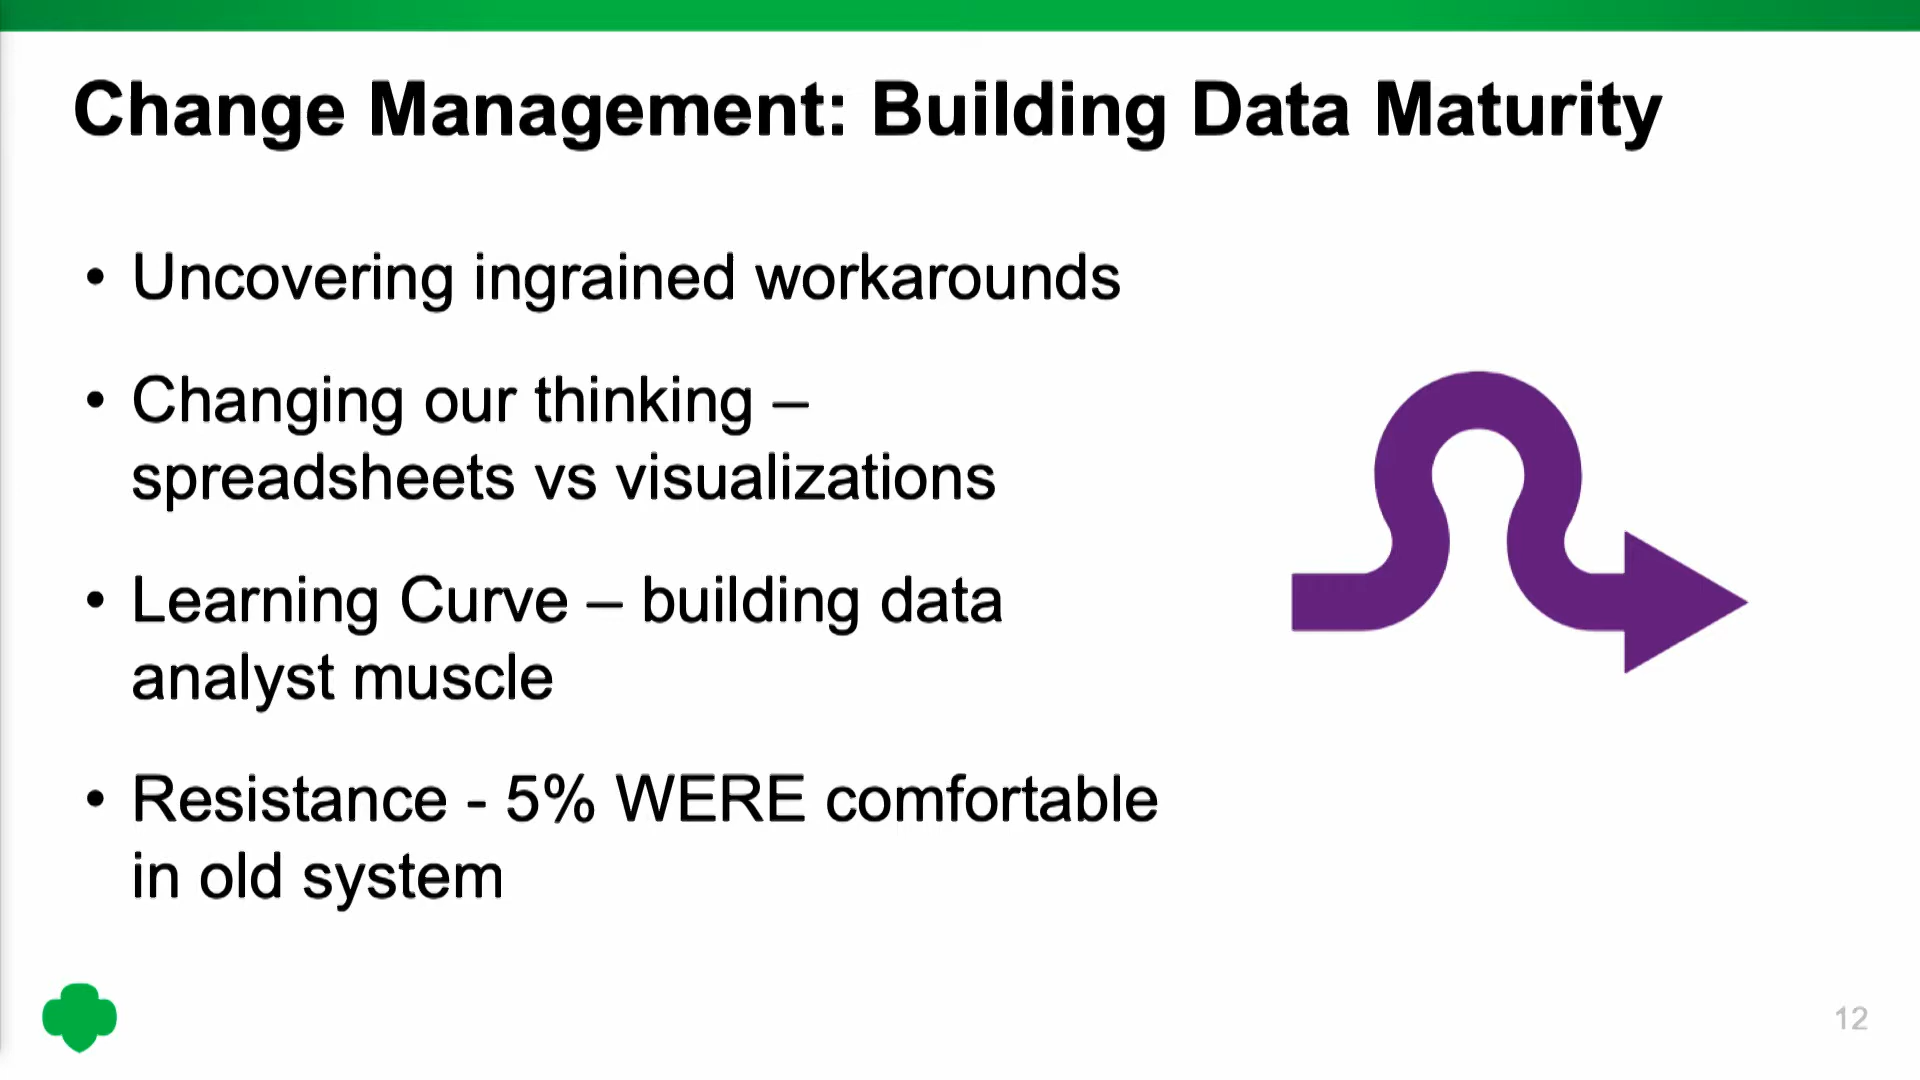 Change Management: Building Data Maturity
• Uncovering ingrained workarounds
• Changing our thinking –
spreadsheets vs visualizations
• Learning Curve – building data
analyst muscle
• Resistance - 5% WERE comfortable
in old system
12